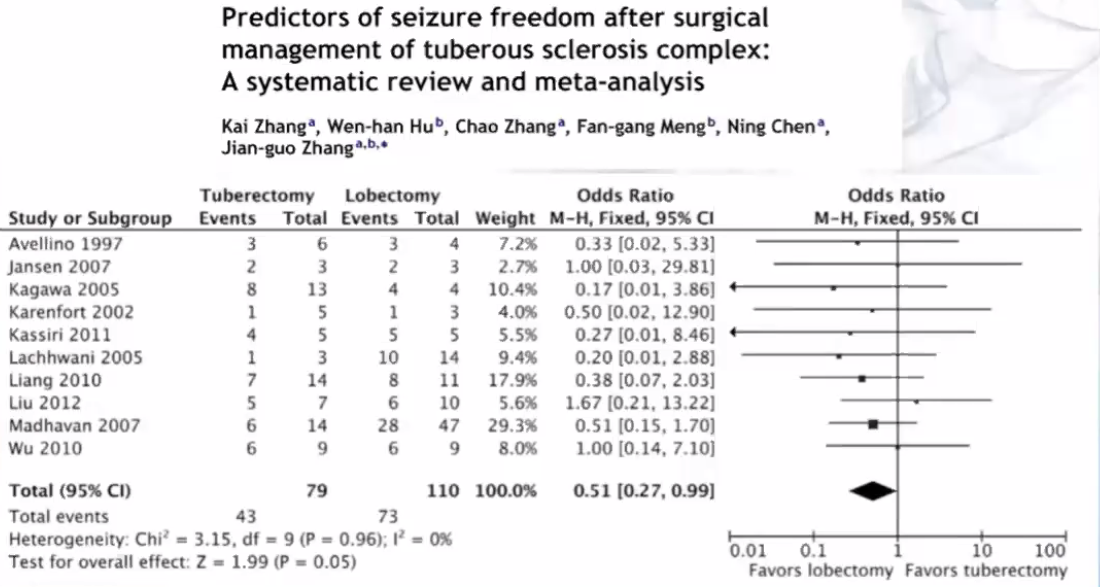 Predictors of seizure freedom after surgical
management of tuberous sclerosis complex:
A systematic review and meta-analysis
Kai Zhangᵃ, Wen-han Huᵇ, Chao Zhangᵃ, Fan-gang Mengᵇ, Ning Chenᵃ,
Jian-guo Zhangᵃ,ᵇ,*
Tuberectomy Lobectomy Odds Ratio Odds Ratio
Study or Subgroup Events Total Events Total Weight M-H, Fixed, 95% CI M-H, Fixed, 95% CI
Avellino 1997 3 6 3 4 7.2% 0.33 [0.02, 5.33]
Jansen 2007 2 3 2 3 2.7% 1.00 [0.03, 29.81]
Kagawa 2005 8 13 4 4 10.4% 0.17 [0.01, 3.86]
Karenfort 2002 1 5 1 3 4.0% 0.50 [0.02, 12.90]
Kassiri 2011 4 5 5 5 5.5% 0.27 [0.01, 8.46]
Lachhwani 2005 1 3 10 14 9.4% 0.20 [0.01, 2.88]
Liang 2010 7 14 8 11 17.9% 0.38 [0.07, 2.03]
Liu 2012 5 7 6 10 5.6% 1.67 [0.21, 13.22]
Madhavan 2007 6 14 28 47 29.3% 0.51 [0.15, 1.70]
Wu 2010 6 9 6 9 8.0% 1.00 [0.14, 7.10]
Total (95% CI) 79 110 100.0% 0.51 [0.27, 0.99]
Total events 43 73
Heterogeneity: Chi² = 3.15, df = 9 (P = 0.96); I² = 0%
Test for overall effect: Z = 1.99 (P = 0.05)
0.01 0.1 1 10 100
Favors lobectomy Favors tuberectomy